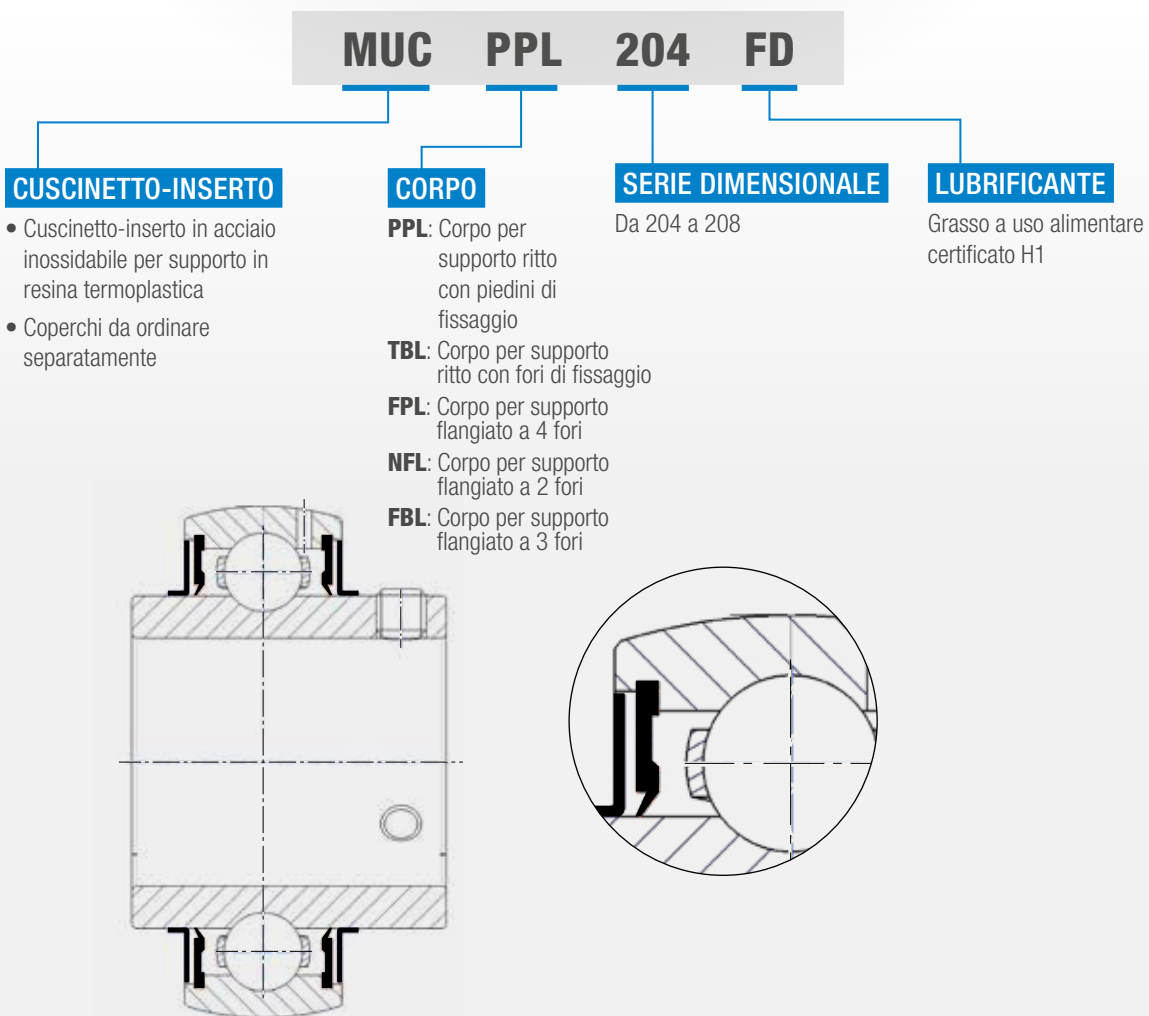 MUC PPL 204 FD
CUSCINETTO-INSERTO
• Cuscinetto-inserto in acciaio
inossidabile per supporto in
resina termoplastica
• Coperchi da ordinare
separatamente
CORPO
PPL: Corpo per
supporto ritto
con piedini di
fissaggio
TBL: Corpo per supporto
ritto con fori di fissaggio
FPL: Corpo per supporto
flangiato a 4 fori
NFL: Corpo per supporto
flangiato a 2 fori
FBL: Corpo per supporto
flangiato a 3 fori
SERIE DIMENSIONALE
Da 204 a 208
LUBRIFICANTE
Grasso a uso alimentare
certificato H1